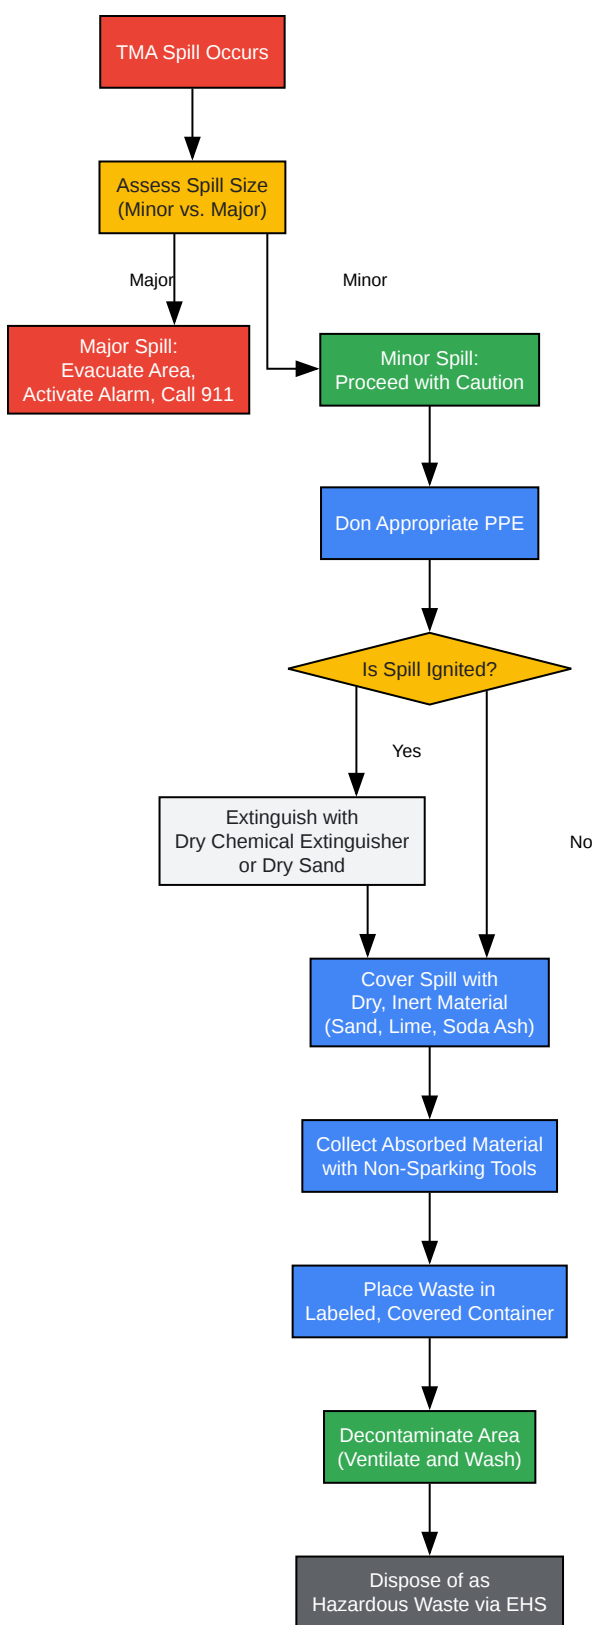 TMA Spill Occurs
Assess Spill Size
(Minor vs. Major)
Major
Minor
Major Spill:
Evacuate Area,
Activate Alarm, Call 911
Minor Spill:
Proceed with Caution
Don Appropriate PPE
Is Spill Ignited?
Yes
Extinguish with
Dry Chemical Extinguisher
or Dry Sand
No
Cover Spill with
Dry, Inert Material
(Sand, Lime, Soda Ash)
Collect Absorbed Material
with Non-Sparking Tools
Place Waste in
Labeled, Covered Container
Decontaminate Area
(Ventilate and Wash)
Dispose of as
Hazardous Waste via EHS